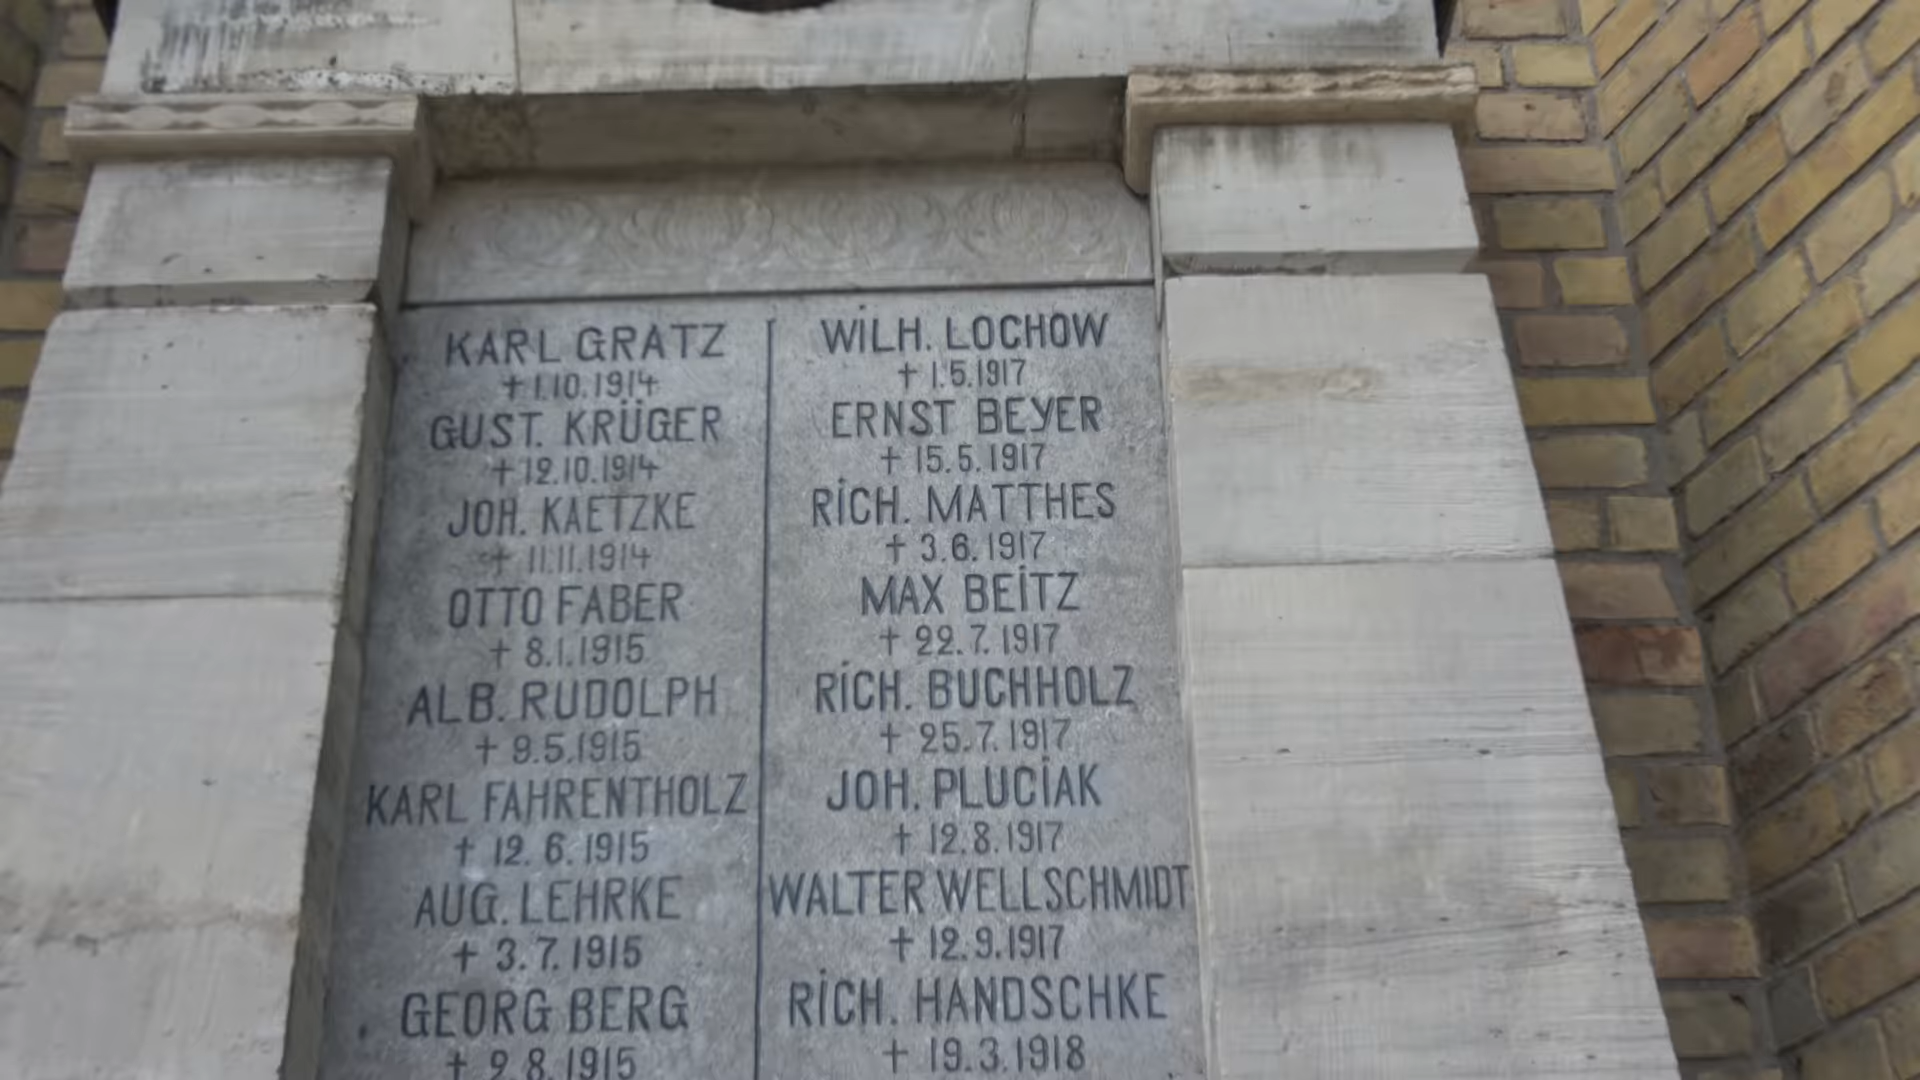 KARL GRATZ
† 1.10.1914
GUST. KRÜGER
† 12.10.1914
JOH. KAETZKE
† 11.11.1914
OTTO FABER
† 8.1.1915
ALB. RUDOLPH
† 9.5.1915
KARL FAHRENTHOLZ
† 12.6.1915
AUG. LEHRKE
† 3.7.1915
GEORG BERG
† 9.8.1915
WILH. LOCHOW
† 1.5.1917
ERNST BEYER
† 15.5.1917
RICH. MATTHES
† 3.6.1917
MAX BEITZ
† 22.7.1917
RICH. BUCHHOLZ
† 25.7.1917
JOH. PLUCIAK
† 12.8.1917
WALTER WELLSCHMIDT
† 12.9.1917
RICH. HANDSCHKE
† 19.3.1918